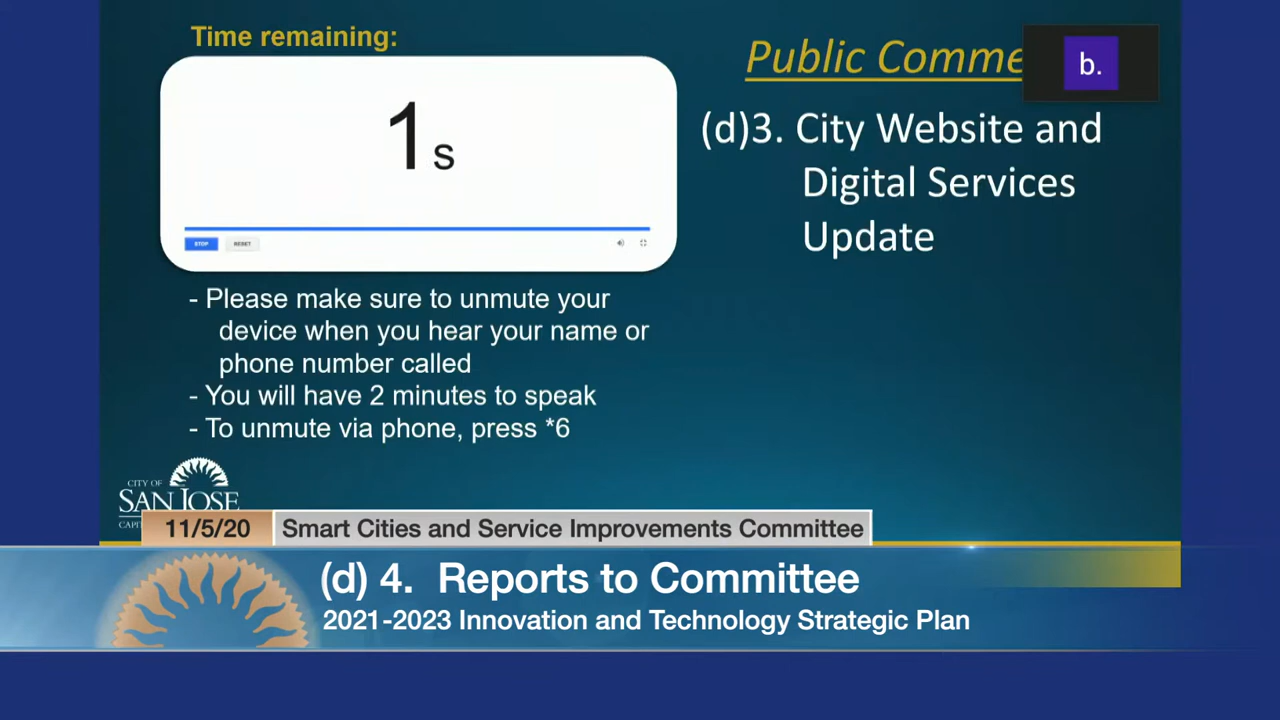 Time remaining:
1 s
STOP RESET
Public Comme
b.
(d)3. City Website and
Digital Services
Update
- Please make sure to unmute your
device when you hear your name or
phone number called
- You will have 2 minutes to speak
- To unmute via phone, press *6
CITY OF
SAN JOSE
11/5/20 Smart Cities and Service Improvements Committee
(d) 4. Reports to Committee
2021-2023 Innovation and Technology Strategic Plan